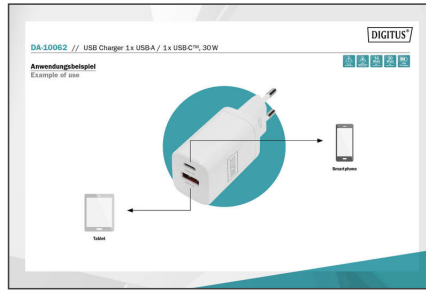 DIGITUS®
DA-10062 // USB Charger 1x USB-A / 1x USB-C™, 30 W
Anwendungsbeispiel
Example of use
Smartphone
Tablet